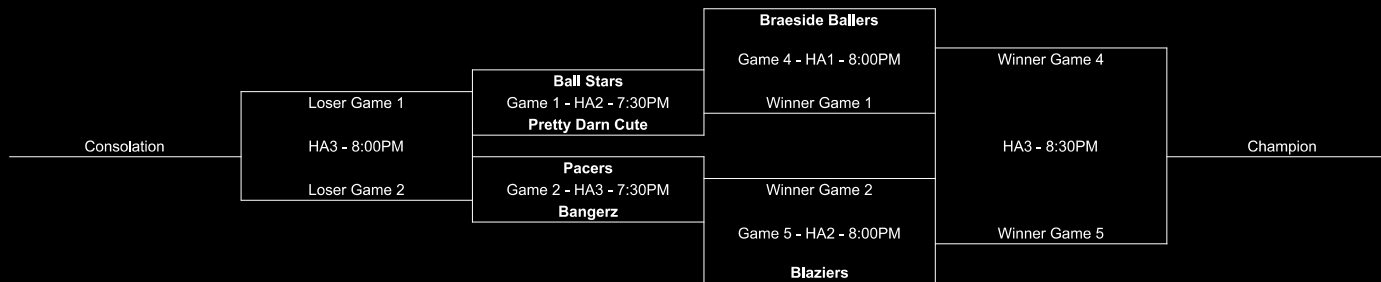 Braeside Ballers
Game 4 - HA1 - 8:00PM
Winner Game 4
Ball Stars
Loser Game 1
Game 1 - HA2 - 7:30PM
Winner Game 1
Pretty Darn Cute
Consolation
HA3 - 8:00PM
HA3 - 8:30PM
Champion
Pacers
Loser Game 2
Game 2 - HA3 - 7:30PM
Winner Game 2
Bangerz
Game 5 - HA2 - 8:00PM
Winner Game 5
Blaziers